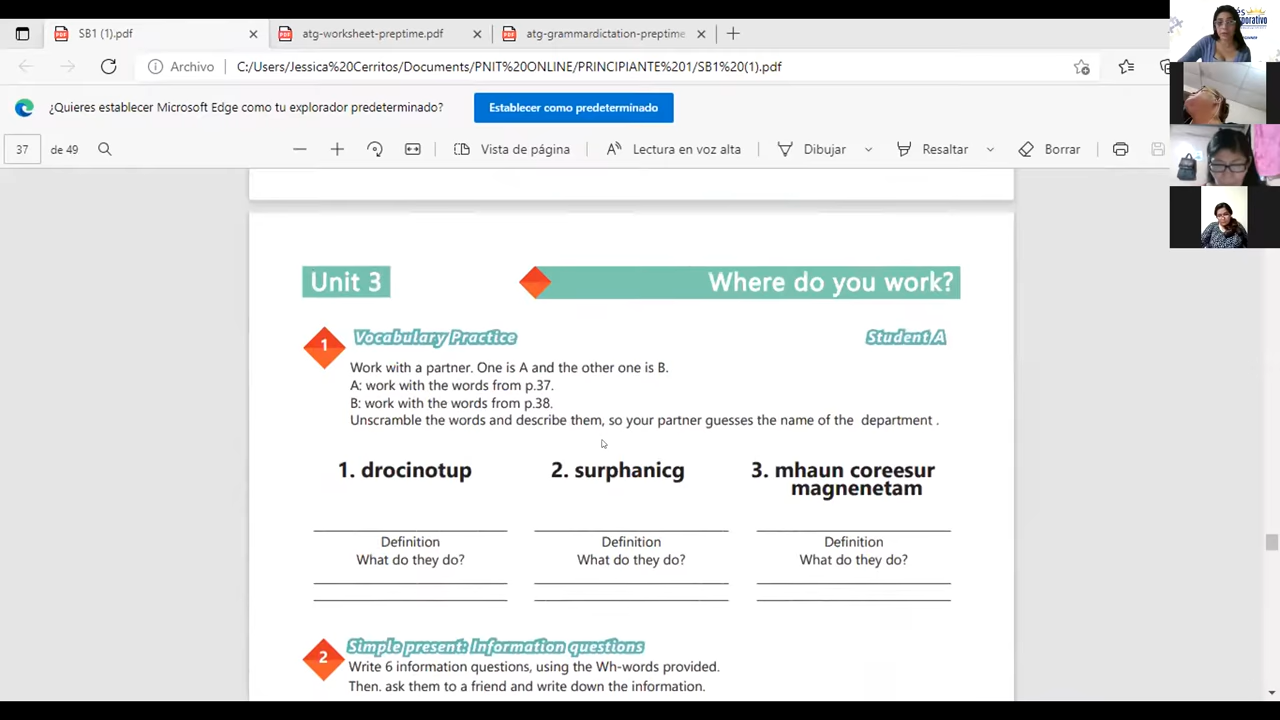 SB1 (1).pdf
atg-worksheet-preptime.pdf
atg-grammardictation-preptime
Archivo
C:/Users/Jessica%20Cerritos/Documents/PNIT%20ONLINE/PRINCIPIANTE%201/SB1%20(1).pdf
¿Quieres establecer Microsoft Edge como tu explorador predeterminado?
Establecer como predeterminado
37 de 49
Vista de página
Lectura en voz alta
Dibujar
Resaltar
Borrar
Unit 3
Where do you work?
1 Vocabulary Practice
Student A
Work with a partner. One is A and the other one is B.
A: work with the words from p.37.
B: work with the words from p.38.
Unscramble the words and describe them, so your partner guesses the name of the department .
1. drocinotup
2. surphanicg
3. mhaun coreesur
magnenetam
Definition
What do they do?
Definition
What do they do?
Definition
What do they do?
2 Simple present: Information questions
Write 6 information questions, using the Wh-words provided.
Then. ask them to a friend and write down the information.